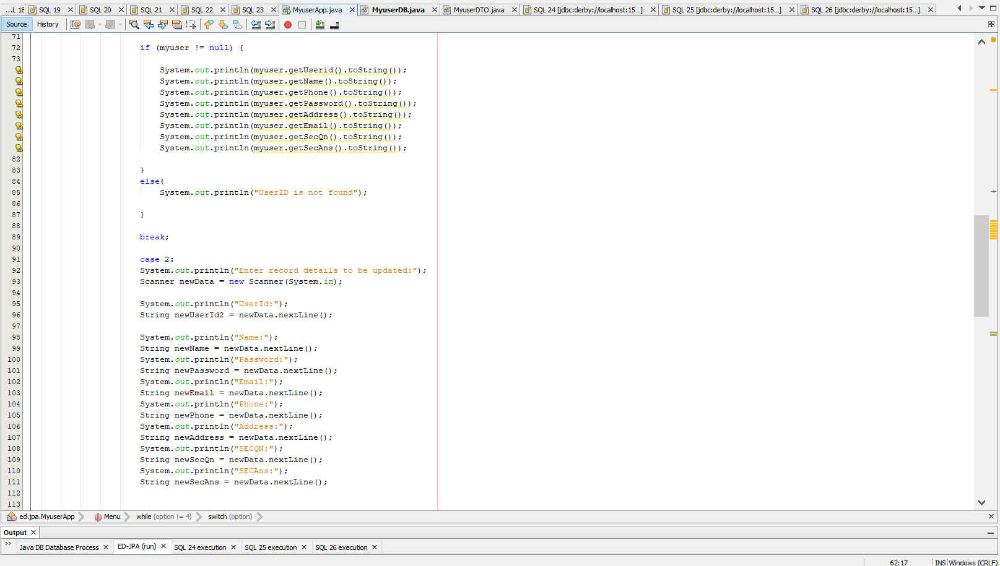 ...L 18 SQL 19 SQL 20 SQL 21 SQL 22 SQL 23 MyuserApp.java MyuserDB.java MyuserDTO.java SQL 24 [jdbc:derby://localhost:15...] SQL 25 [jdbc:derby://localhost:15...] SQL 26 [jdbc:derby://localhost:15...]
Source History
71
72 if (myuser != null) {
73
System.out.println(myuser.getUserid().toString());
System.out.println(myuser.getName().toString());
System.out.println(myuser.getPhone().toString());
System.out.println(myuser.getPassword().toString());
System.out.println(myuser.getAddress().toString());
System.out.println(myuser.getEmail().toString());
System.out.println(myuser.getSecQn().toString());
System.out.println(myuser.getSecAns().toString());
82
83 }
84 else{
85 System.out.println("UserID is not found");
86
87 }
88
89 break;
90
91 case 2:
92 System.out.println("Enter record details to be updated:");
93 Scanner newData = new Scanner(System.in);
94
95 System.out.println("UserId:");
96 String newUserId2 = newData.nextLine();
97
98 System.out.println("Name:");
99 String newName = newData.nextLine();
100 System.out.println("Password:");
101 String newPassword = newData.nextLine();
102 System.out.println("Email:");
103 String newEmail = newData.nextLine();
104 System.out.println("Phone:");
105 String newPhone = newData.nextLine();
106 System.out.println("Address:");
107 String newAddress = newData.nextLine();
108 System.out.println("SECQN:");
109 String newSecQn = newData.nextLine();
110 System.out.println("SECAns:");
111 String newSecAns = newData.nextLine();
112
113
ed.jpa.MyuserApp Menu while (option != 4) switch (option)
Output
Java DB Database Process ED-JPA (run) SQL 24 execution SQL 25 execution SQL 26 execution
62:17 INS Windows (CRLF)